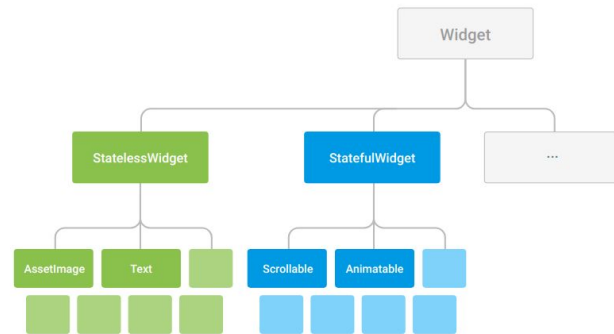 Widget
StatelessWidget
StatefulWidget
...
AssetImage
Text
Scrollable
Animatable